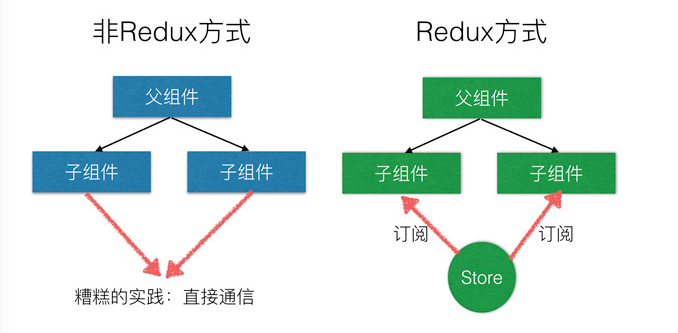 非Redux方式
Redux方式
父组件
父组件
子组件
子组件
子组件
子组件
订阅
订阅
Store
糟糕的实践：直接通信